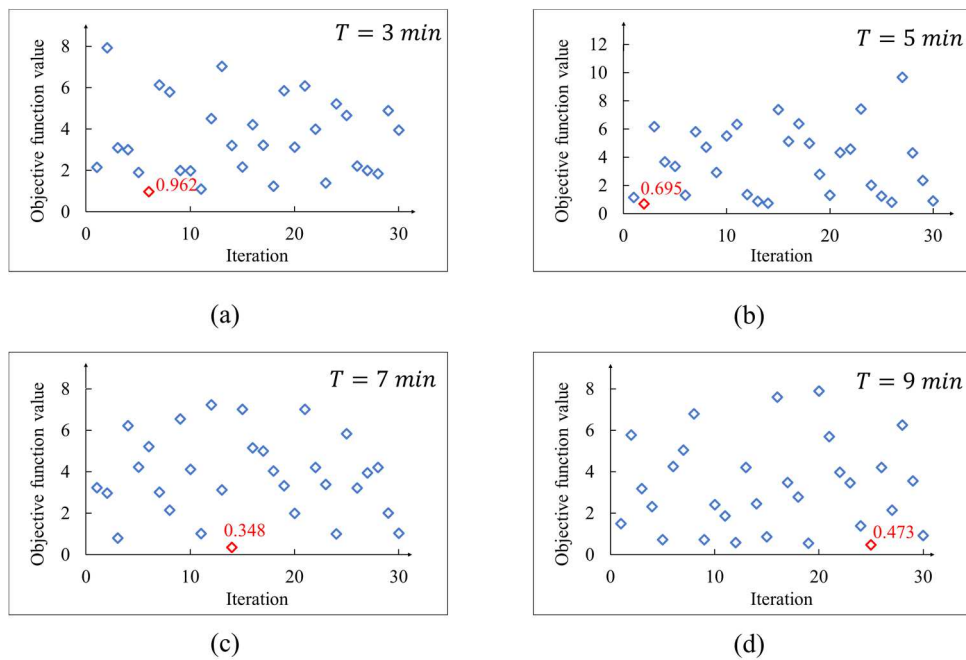 T = 3 min
Objective function value
8
6
4
2
0
0.962
0 10 20 30
Iteration
(a)
T = 5 min
Objective function value
12
10
8
6
4
2
0
0.695
0 10 20 30
Iteration
(b)
T = 7 min
Objective function value
8
6
4
2
0
0.348
0 10 20 30
Iteration
(c)
T = 9 min
Objective function value
8
6
4
2
0
0.473
0 10 20 30
Iteration
(d)